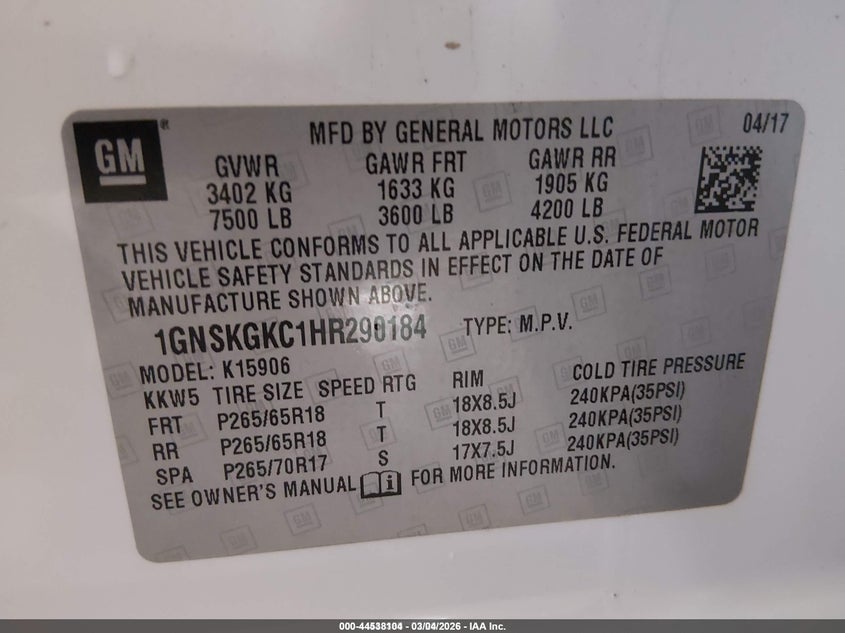 GM
MFD BY GENERAL MOTORS LLC 04/17
GVWR GAWR FRT GAWR RR
3402 KG 1633 KG 1905 KG
7500 LB 3600 LB 4200 LB
THIS VEHICLE CONFORMS TO ALL APPLICABLE U.S. FEDERAL MOTOR
VEHICLE SAFETY STANDARDS IN EFFECT ON THE DATE OF
MANUFACTURE SHOWN ABOVE.
1GNSKGKC1HR290184 TYPE: M.P.V.
MODEL: K15906
KKW5 TIRE SIZE SPEED RTG RIM COLD TIRE PRESSURE
FRT P265/65R18 T 18X8.5J 240KPA(35PSI)
RR P265/65R18 T 18X8.5J 240KPA(35PSI)
SPA P265/70R17 S 17X7.5J 240KPA(35PSI)
SEE OWNER'S MANUAL FOR MORE INFORMATION.
000-44538104 - 03/04/2026 - IAA Inc.